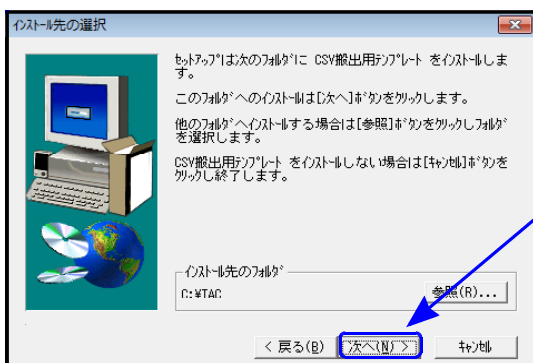 インストール先の選択
ｾｯﾄｱｯﾌﾟは次のﾌｫﾙﾀﾞに CSV搬出用ﾃﾝﾌﾟﾚｰﾄ をｲﾝｽﾄｰﾙしま
す。
このﾌｫﾙﾀﾞへのｲﾝｽﾄｰﾙは[次へ]ﾎﾞﾀﾝをｸﾘｯｸします。
他のﾌｫﾙﾀﾞへｲﾝｽﾄｰﾙする場合は[参照]ﾎﾞﾀﾝをｸﾘｯｸしﾌｫﾙﾀﾞ
を選択します。
CSV搬出用ﾃﾝﾌﾟﾚｰﾄ をｲﾝｽﾄｰﾙしない場合は[ｷｬﾝｾﾙ]ﾎﾞﾀﾝを
ｸﾘｯｸし終了します。
ｲﾝｽﾄｰﾙ先のﾌｫﾙﾀﾞ
C:¥TAC
参照(R)...
< 戻る(B)
次へ(N) >
ｷｬﾝｾﾙ